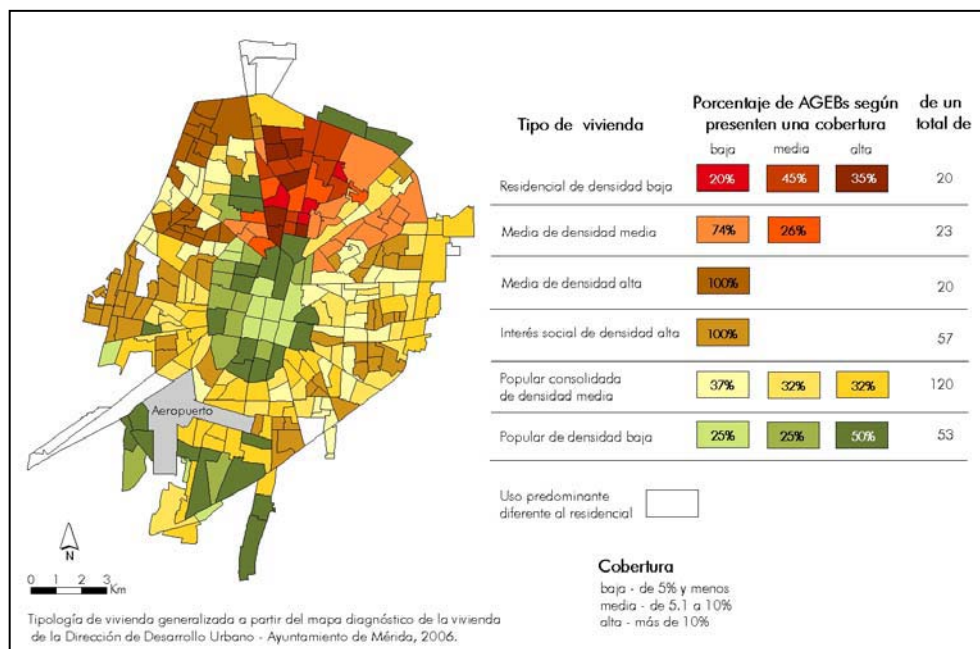 Tipo de vivienda
Porcentaje de AGEBs según
presenten una cobertura
de un
total de
baja media alta
Residencial de densidad baja 20% 45% 35% 20
Media de densidad media 74% 26% 23
Media de densidad alta 100% 20
Interés social de densidad alta 100% 57
Popular consolidada
de densidad media 37% 32% 32% 120
Popular de densidad baja 25% 25% 50% 53
Uso predominante
diferente al residencial
Aeropuerto
N
0 1 2 3
Km
Cobertura
baja - de 5% y menos
media - de 5.1 a 10%
alta - más de 10%
Tipología de vivienda generalizada a partir del mapa diagnóstico de la vivienda
de la Dirección de Desarrollo Urbano - Ayuntamiento de Mérida, 2006.